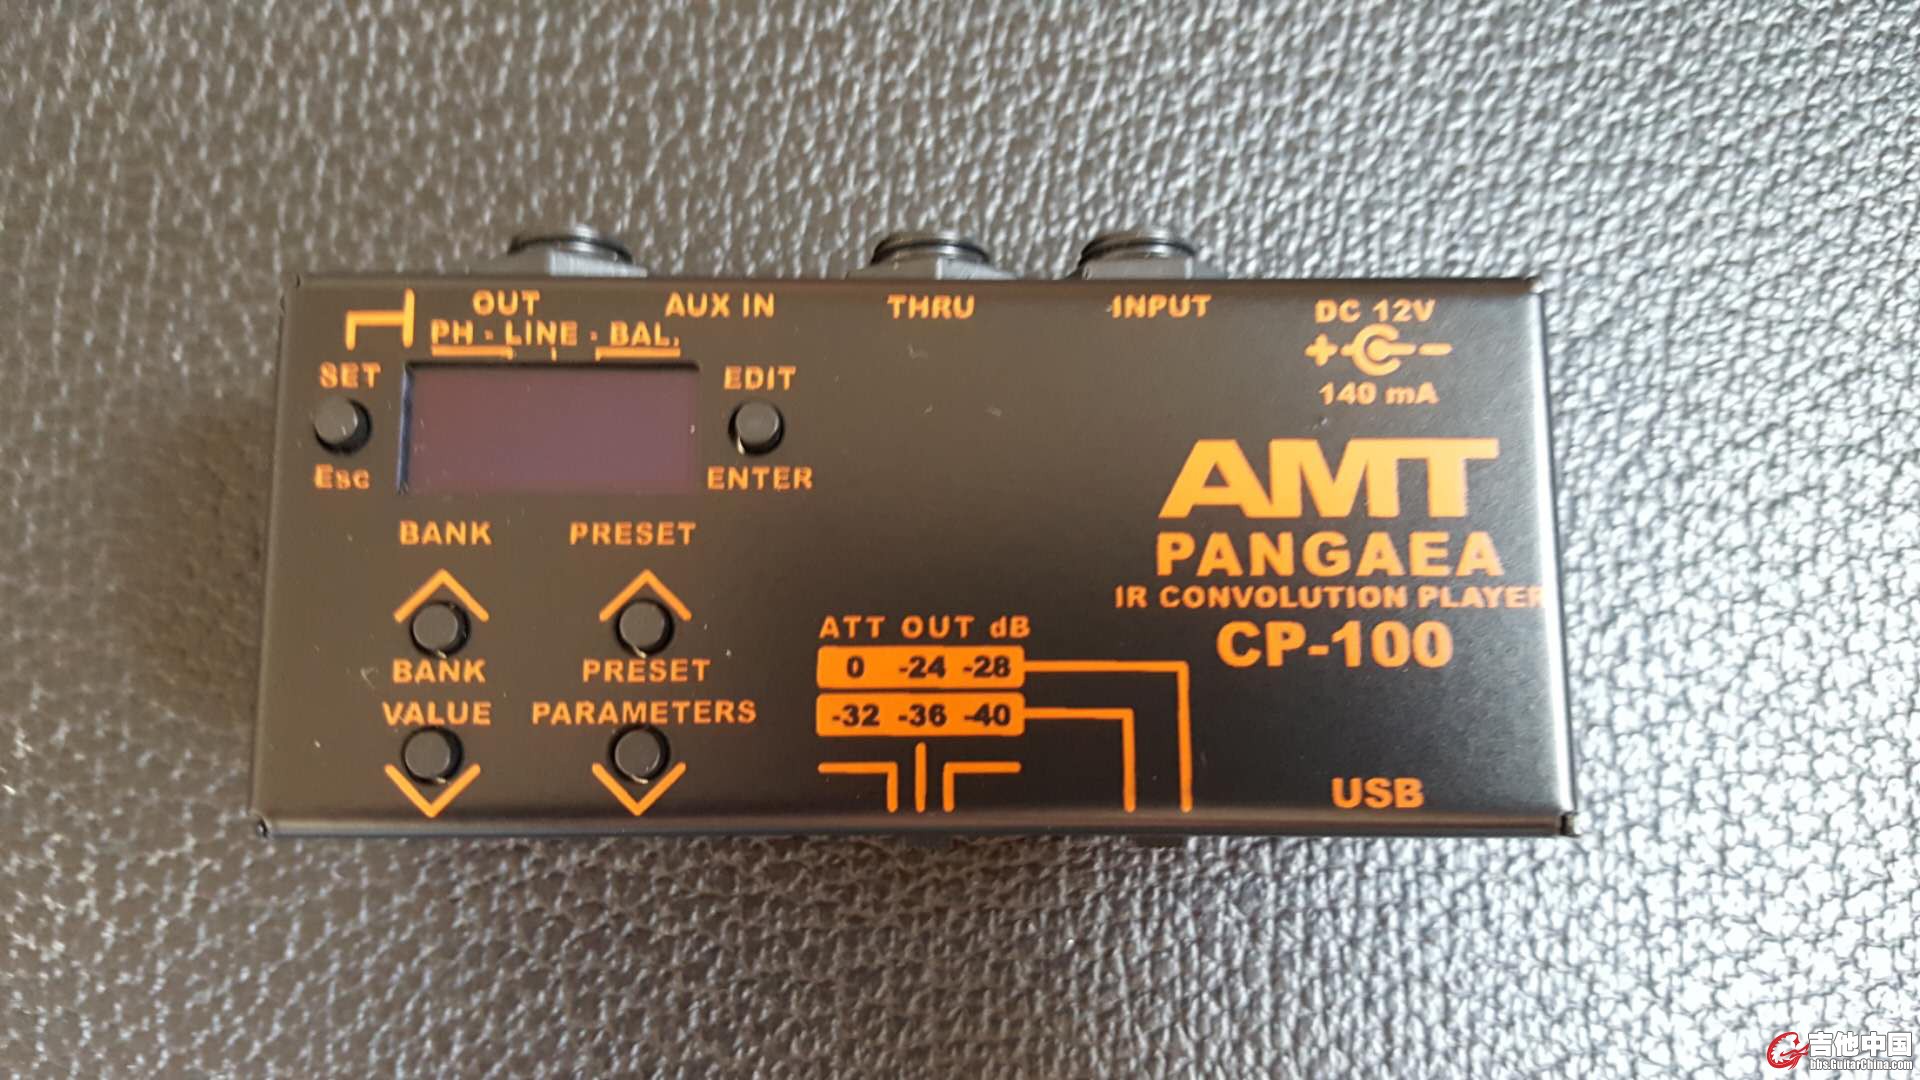 OUT
PH - LINE - BAL.
AUX IN
THRU
INPUT
DC 12V
+ -
140 mA
SET
Esc
EDIT
ENTER
BANK
PRESET
BANK
VALUE
PRESET
PARAMETERS
ATT OUT dB
0 -24 -28
-32 -36 -40
AMT
PANGAEA
IR CONVOLUTION PLAYER
CP-100
USB
吉他中国
bbs.GuitarChina.com